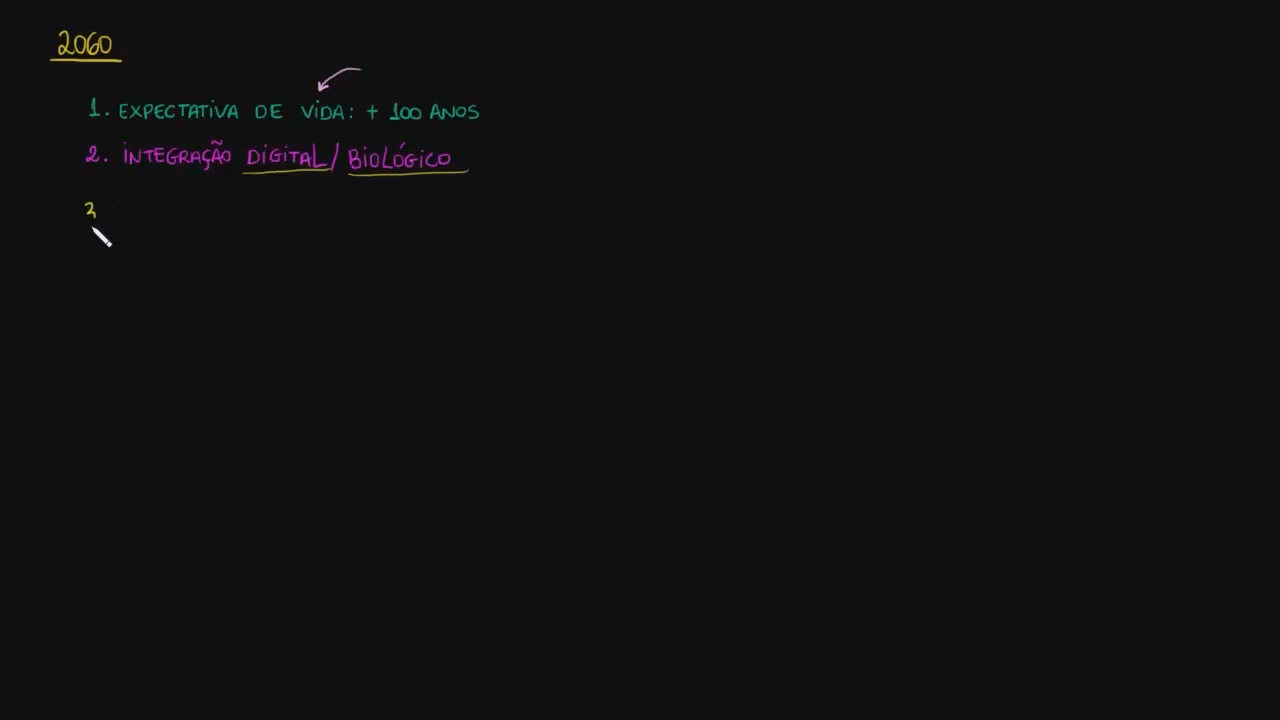 2060
1. EXPECTATIVA DE VIDA: + 100 ANOS
2. INTEGRAÇÃO DIGITAL/BIOLÓGICO
3